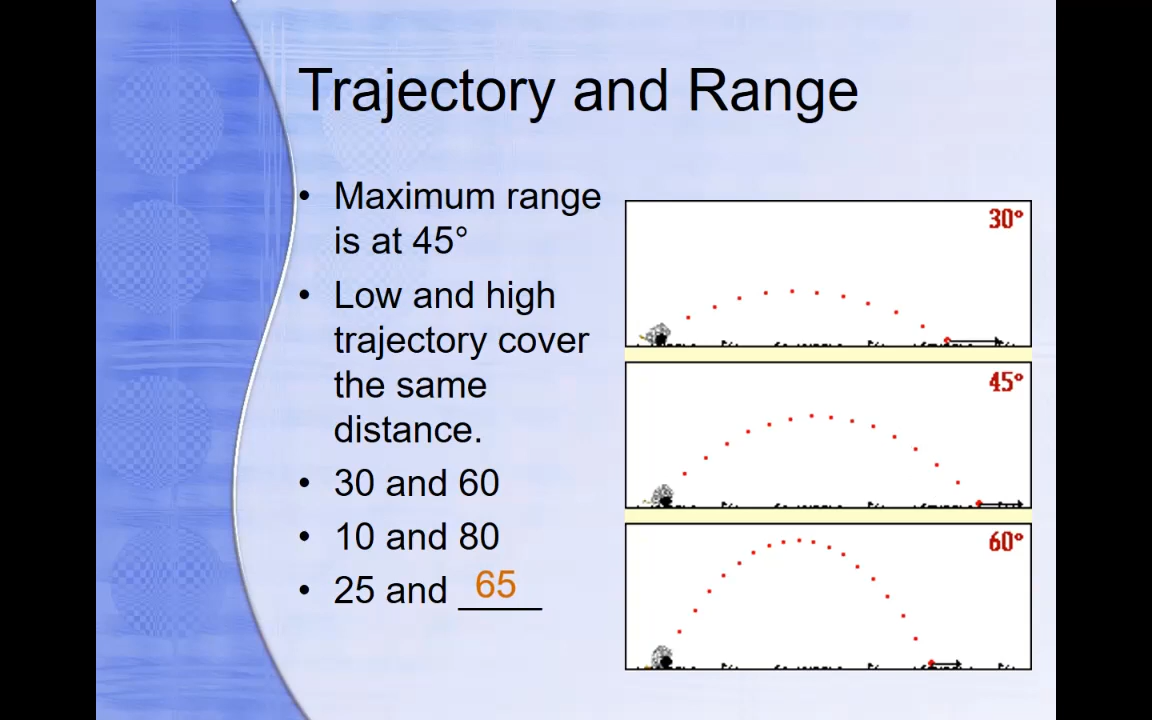 Trajectory and Range
• Maximum range
is at 45°
• Low and high
trajectory cover
the same
distance.
• 30 and 60
• 10 and 80
• 25 and 65
30°
45°
60°